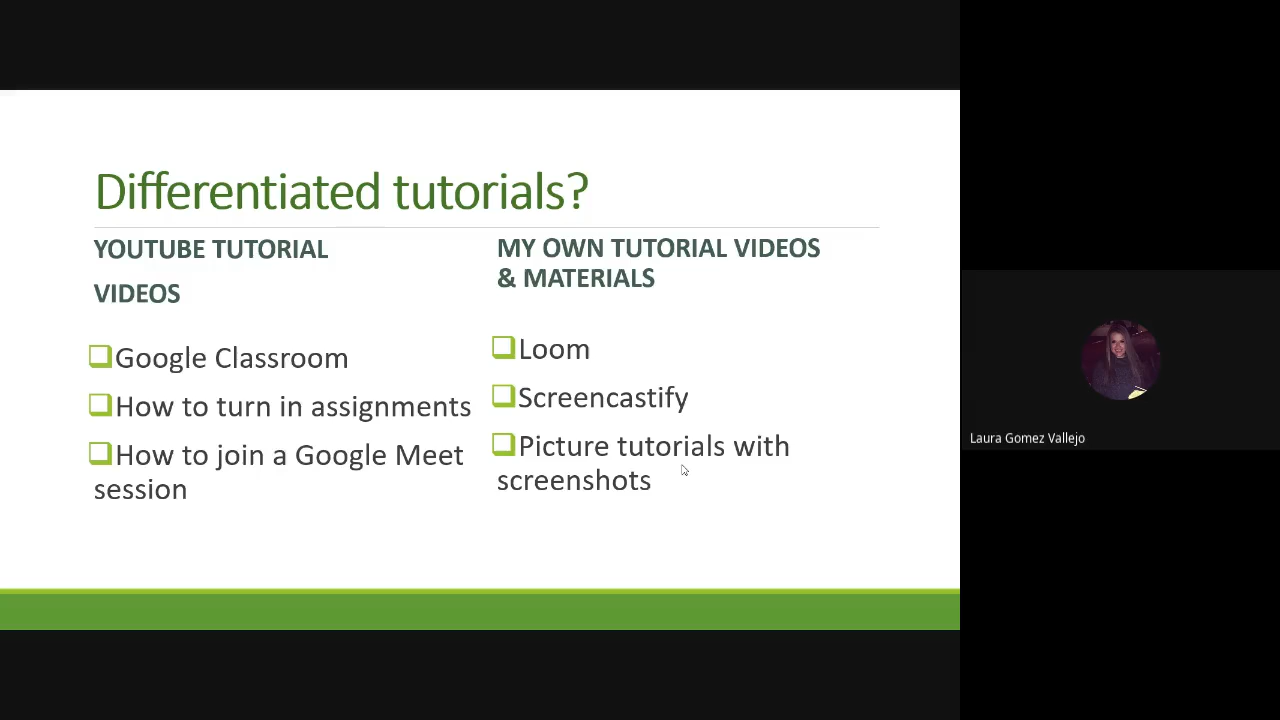 Differentiated tutorials?
YOUTUBE TUTORIAL
VIDEOS
Google Classroom
How to turn in assignments
How to join a Google Meet
session
MY OWN TUTORIAL VIDEOS
& MATERIALS
Loom
Screencastify
Picture tutorials with
screenshots
Laura Gomez Vallejo